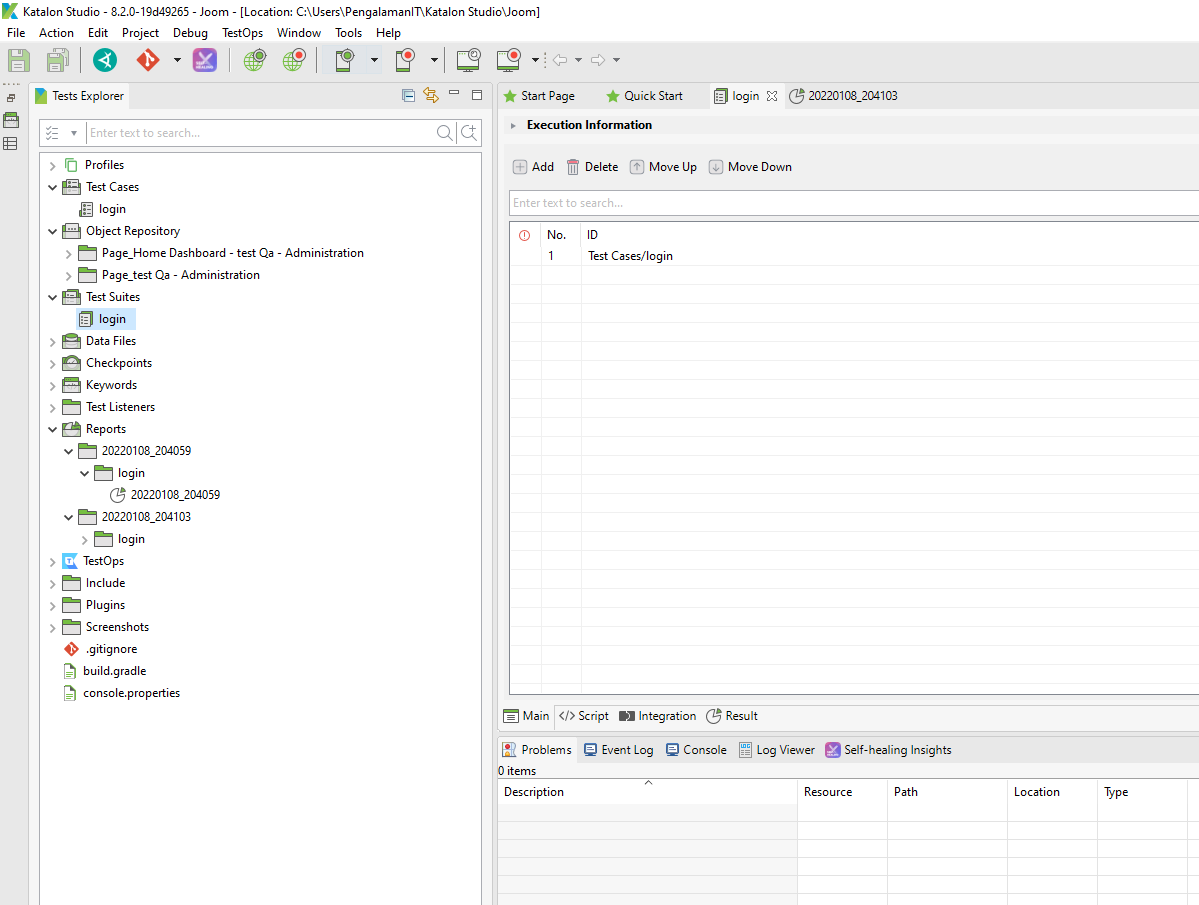 Katalon Studio - 8.2.0-19d49265 - Joom - [Location: C:\Users\PengalamanIT\Katalon Studio\Joom]
File Action Edit Project Debug TestOps Window Tools Help
Tests Explorer
Enter text to search...
Profiles
Test Cases
login
Object Repository
Page_Home Dashboard - test Qa - Administration
Page_test Qa - Administration
Test Suites
login
Data Files
Checkpoints
Keywords
Test Listeners
Reports
20220108_204059
login
20220108_204059
20220108_204103
login
TestOps
Include
Plugins
Screenshots
.gitignore
build.gradle
console.properties
Start Page Quick Start login 20220108_204103
Execution Information
Add Delete Move Up Move Down
Enter text to search...
No. ID
1 Test Cases/login
Main </> Script Integration Result
Problems Event Log Console Log Viewer Self-healing Insights
0 items
Description Resource Path Location Type